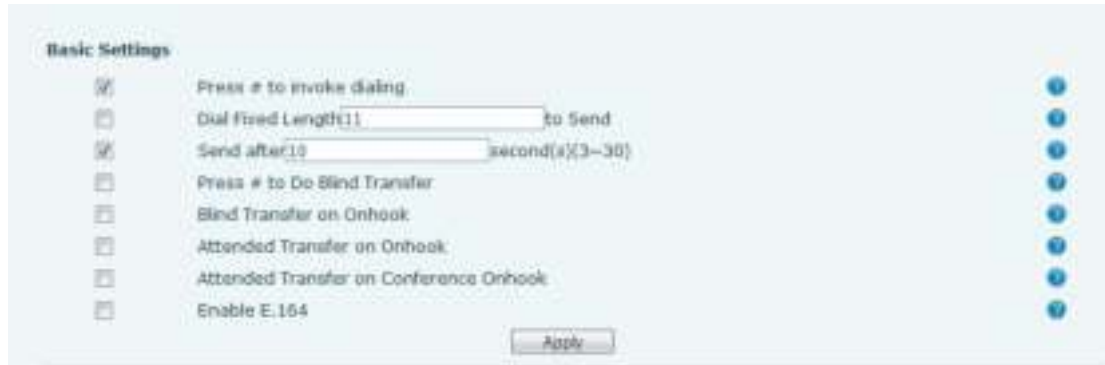 Basic Settings
Press # to invoke dialing
Dial Fixed Length 11 to Send
Send after 10 second(s)(3~30)
Press # to Do Blind Transfer
Blind Transfer on Onhook
Attended Transfer on Onhook
Attended Transfer on Conference Onhook
Enable E.164
Apply